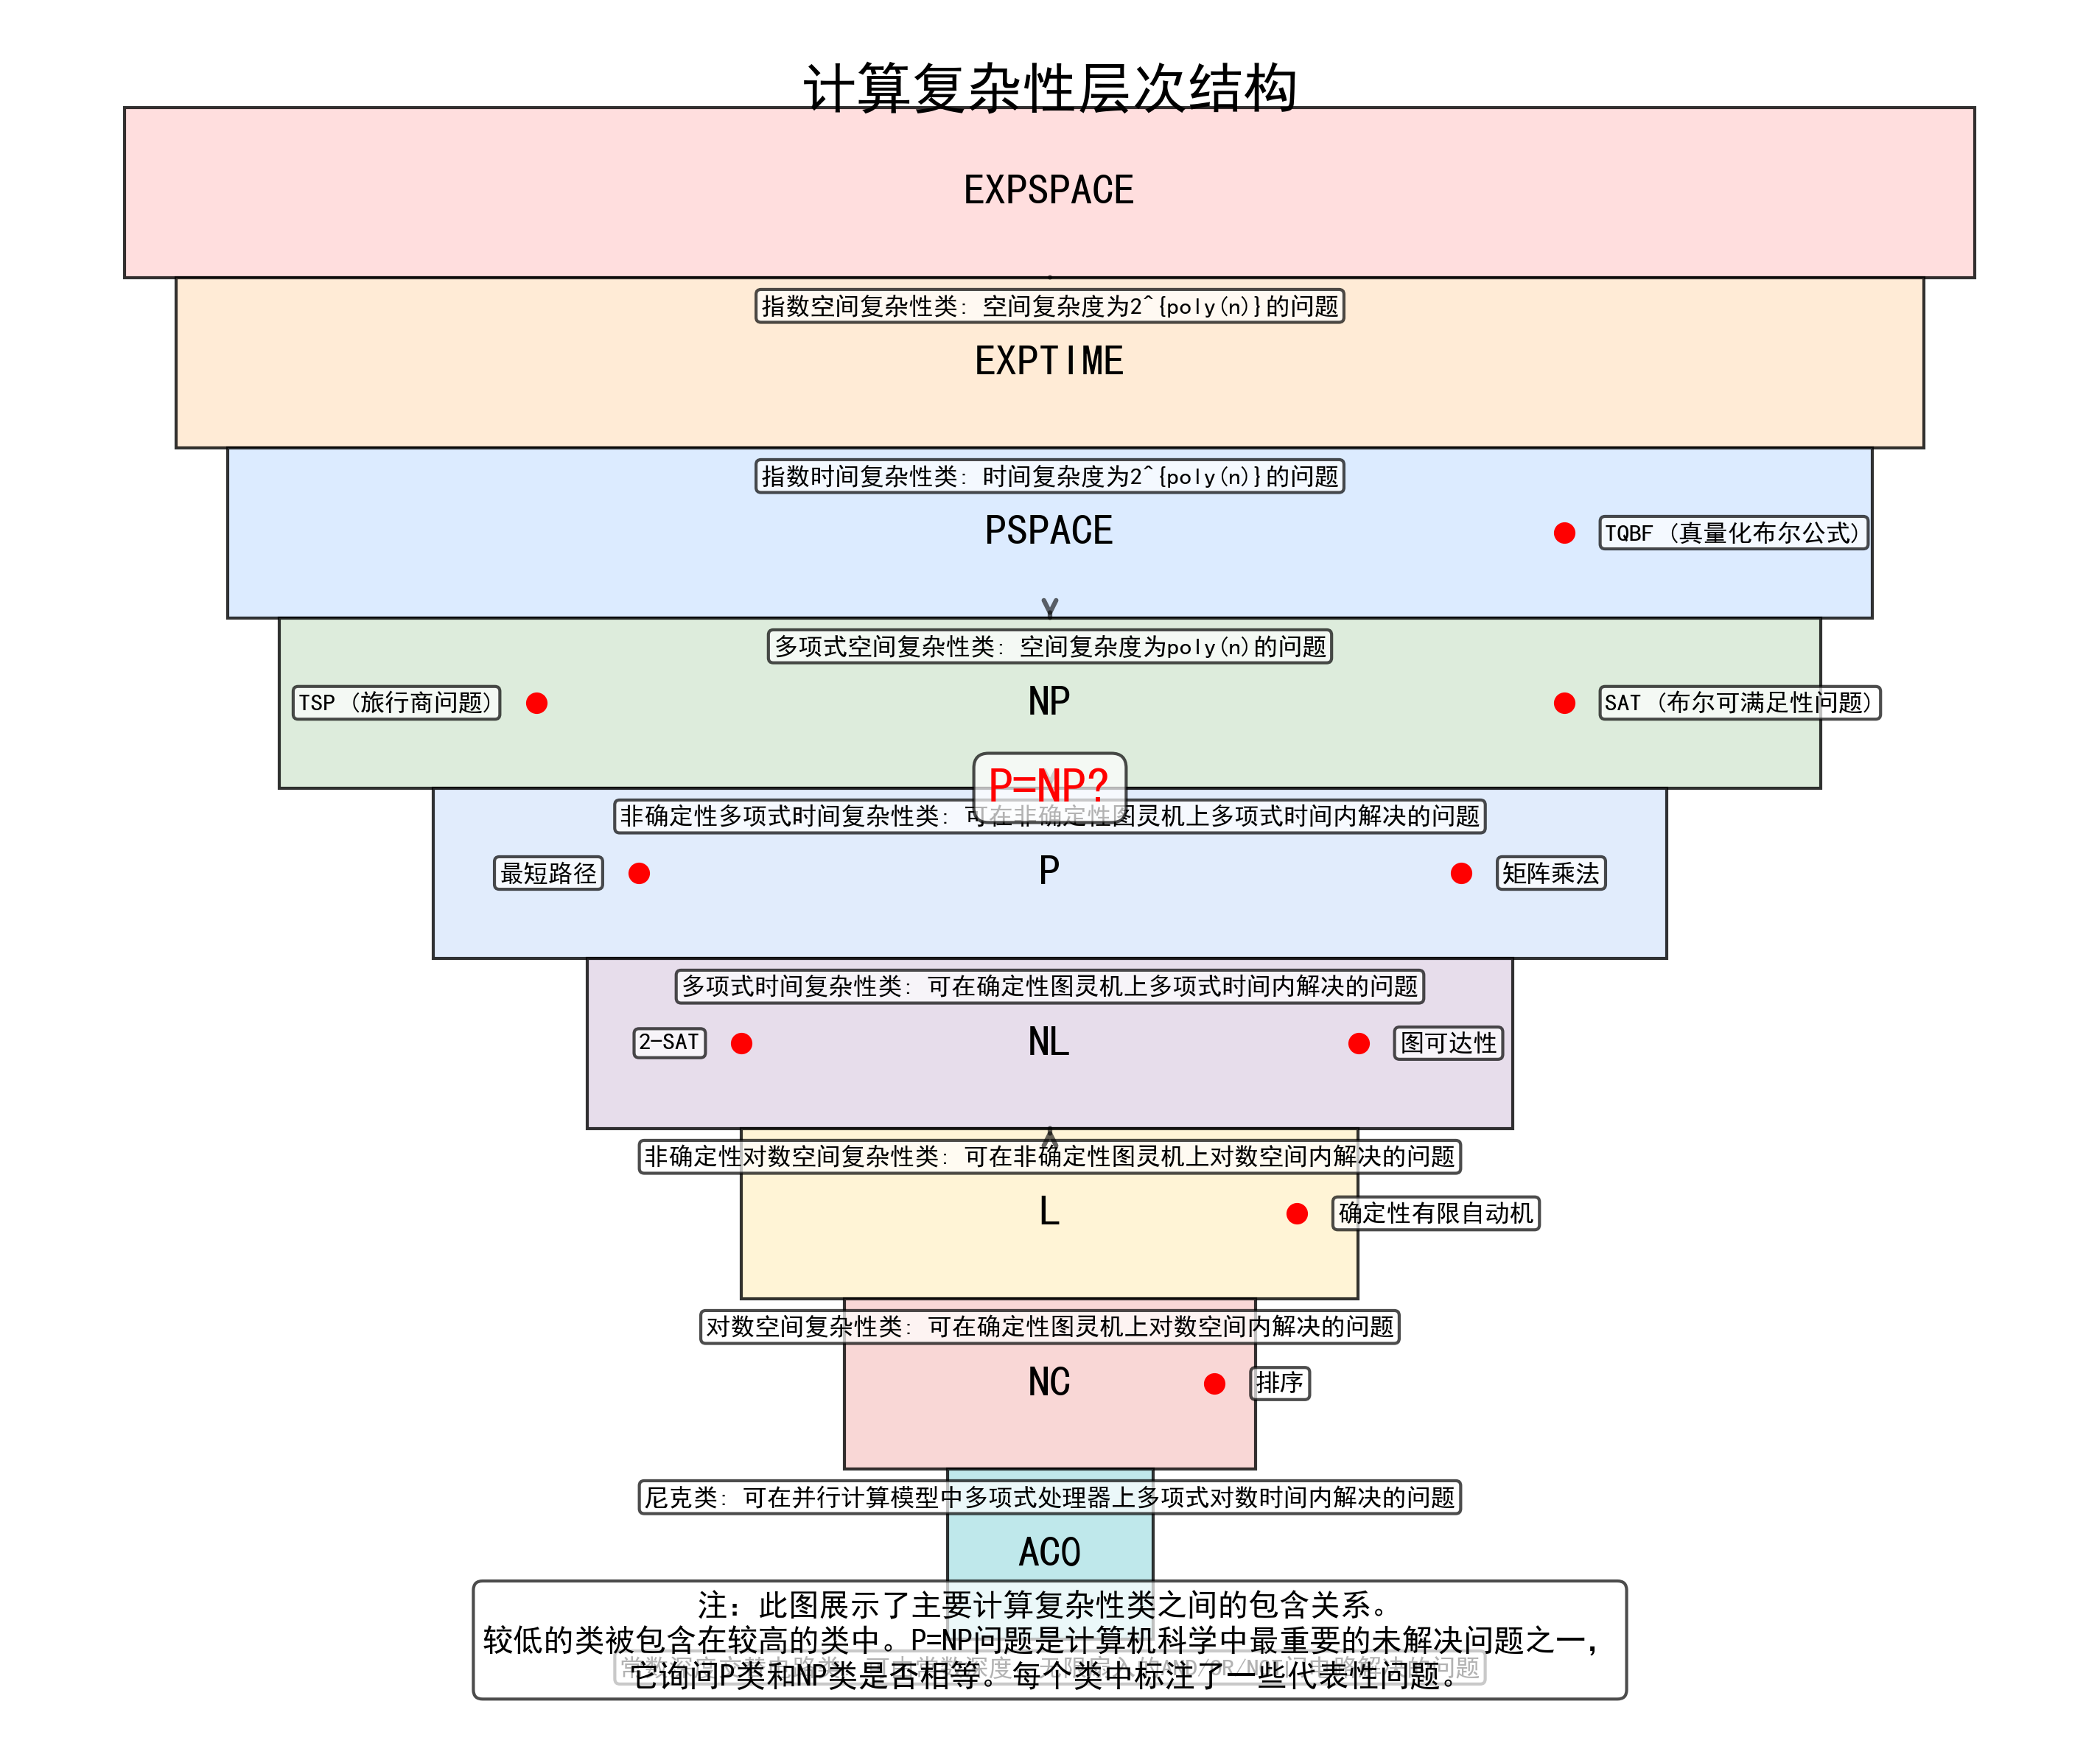 计算复杂性层次结构
EXPSPACE
指数空间复杂性类: 空间复杂度为2^{poly(n)}的问题
EXPTIME
指数时间复杂性类: 时间复杂度为2^{poly(n)}的问题
PSPACE
TQBF (真量化布尔公式)
多项式空间复杂性类: 空间复杂度为poly(n)的问题
TSP (旅行商问题)
NP
SAT (布尔可满足性问题)
P=NP?
非确定性多项式时间复杂性类: 可在非确定性图灵机上多项式时间内解决的问题
最短路径
P
矩阵乘法
多项式时间复杂性类: 可在确定性图灵机上多项式时间内解决的问题
2-SAT
NL
图可达性
非确定性对数空间复杂性类: 可在非确定性图灵机上对数空间内解决的问题
L
确定性有限自动机
对数空间复杂性类: 可在确定性图灵机上对数空间内解决的问题
NC
排序
尼克类: 可在并行计算模型中多项式处理器上多项式对数时间内解决的问题
AC0
注: 此图展示了主要计算复杂性类之间的包含关系。
较低的类被包含在较高的类中。P=NP问题是计算机科学中最重要的未解决问题之一,
它询问P类和NP类是否相等。每个类中标注了一些代表性问题。